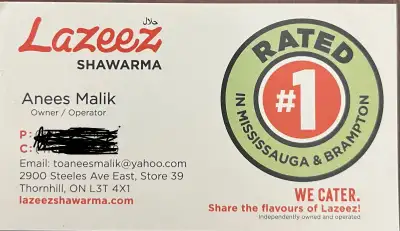 حلال
Lazeez
SHAWARMA
Anees Malik
Owner / Operator
P:
C:
Email: toaneesmalik@yahoo.com
2900 Steeles Ave East, Store 39
Thornhill, ON L3T 4X1
lazeezshawarma.com
RATED
#1
IN MISSISSAUGA & BRAMPTON
WE CATER.
Share the flavours of Lazeez!
Independently owned and operated